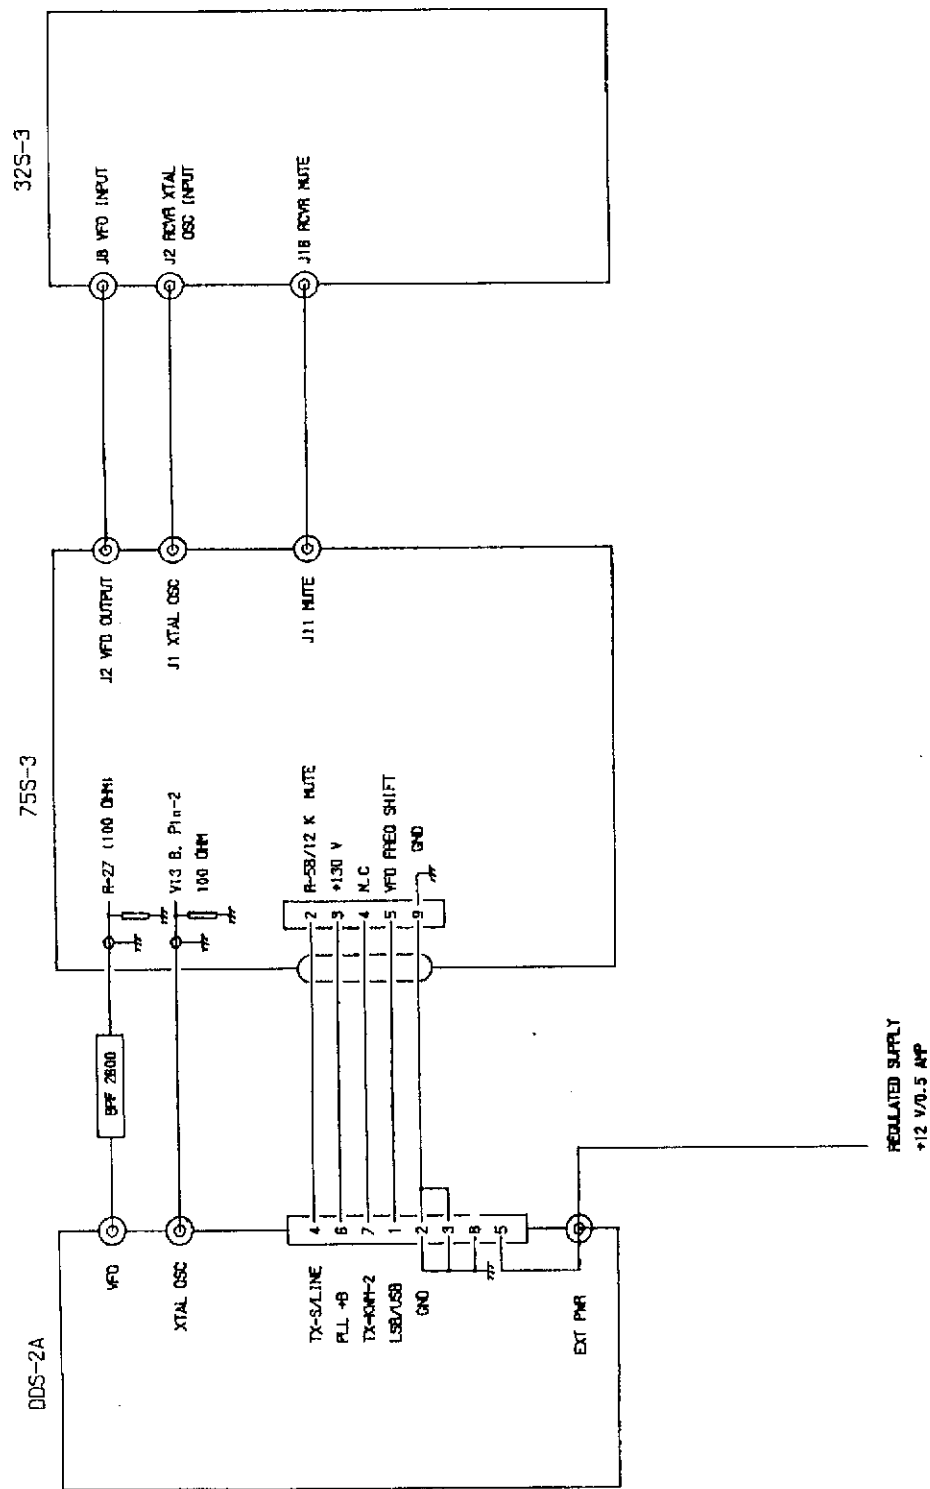 DDS-2A
VFO
XTAL OSC
TX-S/LINE
PLL +B
TX-KWM-2
LSB/USB
GND
EXT PWR
4
6
7
1
2
3
8
5
BPF 2800
REGULATED SUPPLY
+12 V/0.5 AMP
75S-3
R-27 (100 OHM)
V13 B, Pin-2
100 OHM
2 R-58/12 K MUTE
3 +130 V
4 N.C
5 VFO FREQ SHIFT
9 GND
J2 VFO OUTPUT
J1 XTAL OSC
J11 MUTE
32S-3
J8 VFO INPUT
J2 RCVR XTAL
OSC INPUT
J18 RCVR MUTE